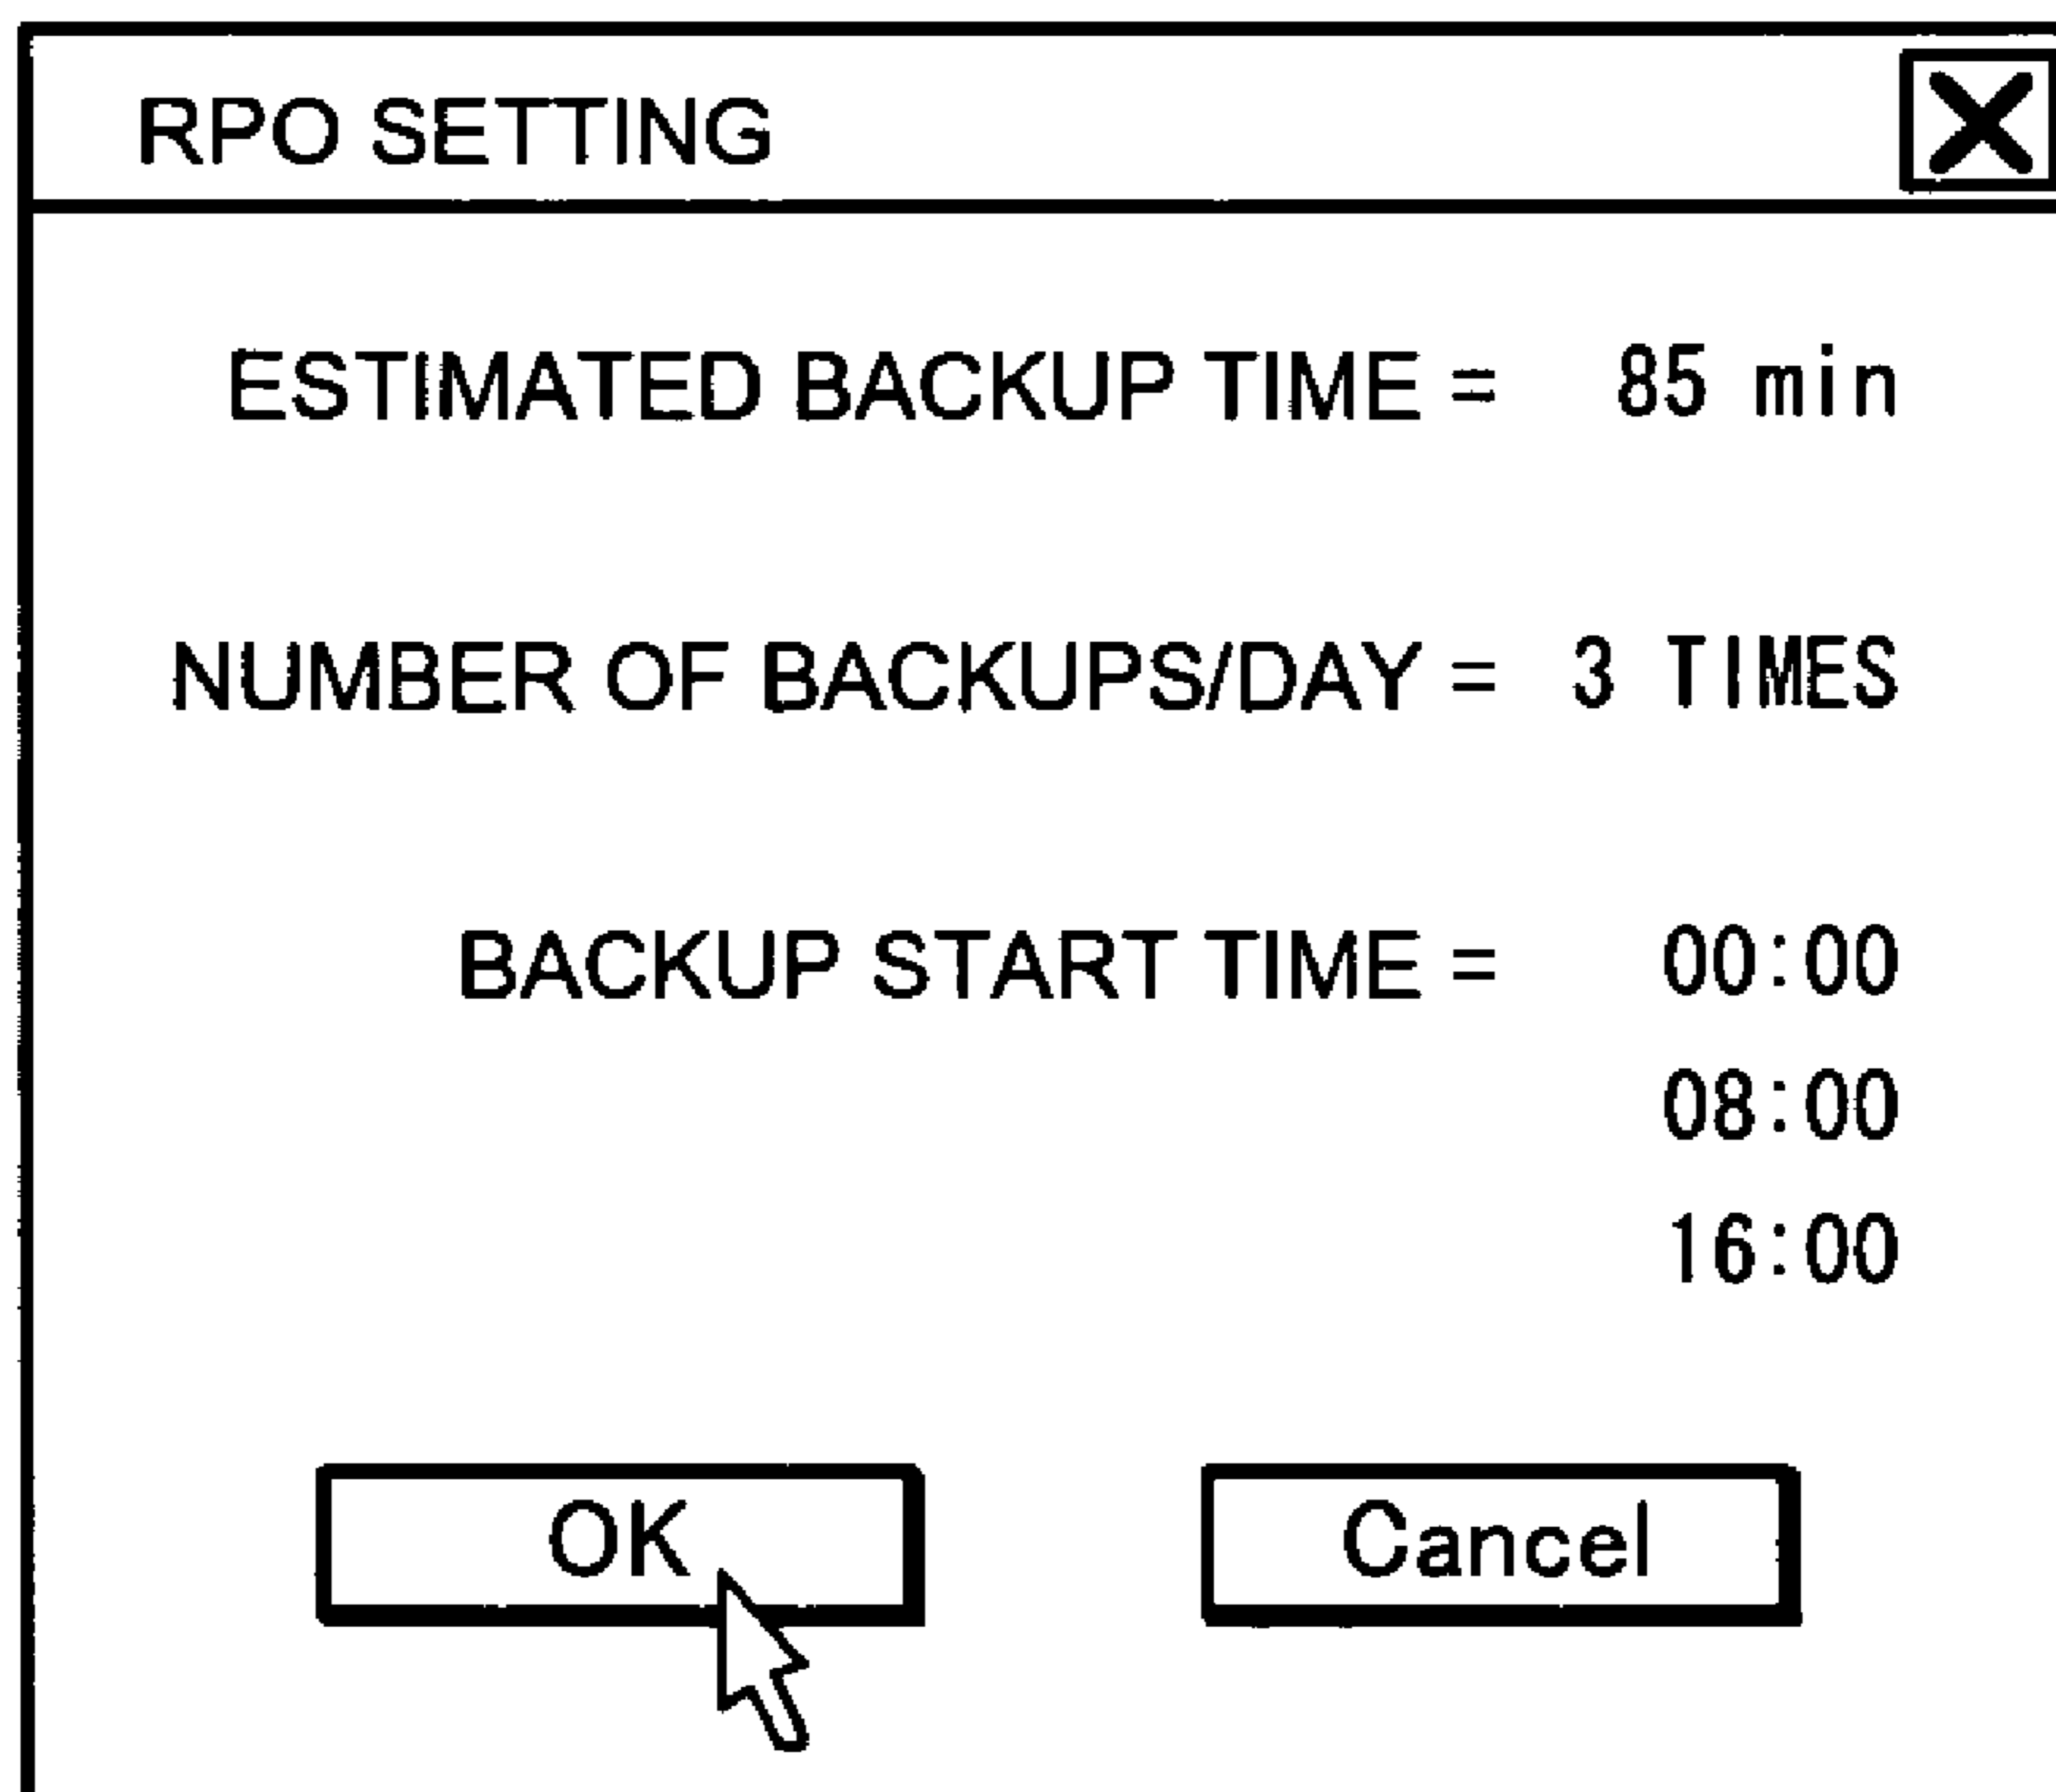 RPO SETTING
ESTIMATED BACKUP TIME = 85 min
NUMBER OF BACKUPS/DAY = 3 TIMES
BACKUP START TIME = 00:00
08:00
16:00
OK Cancel